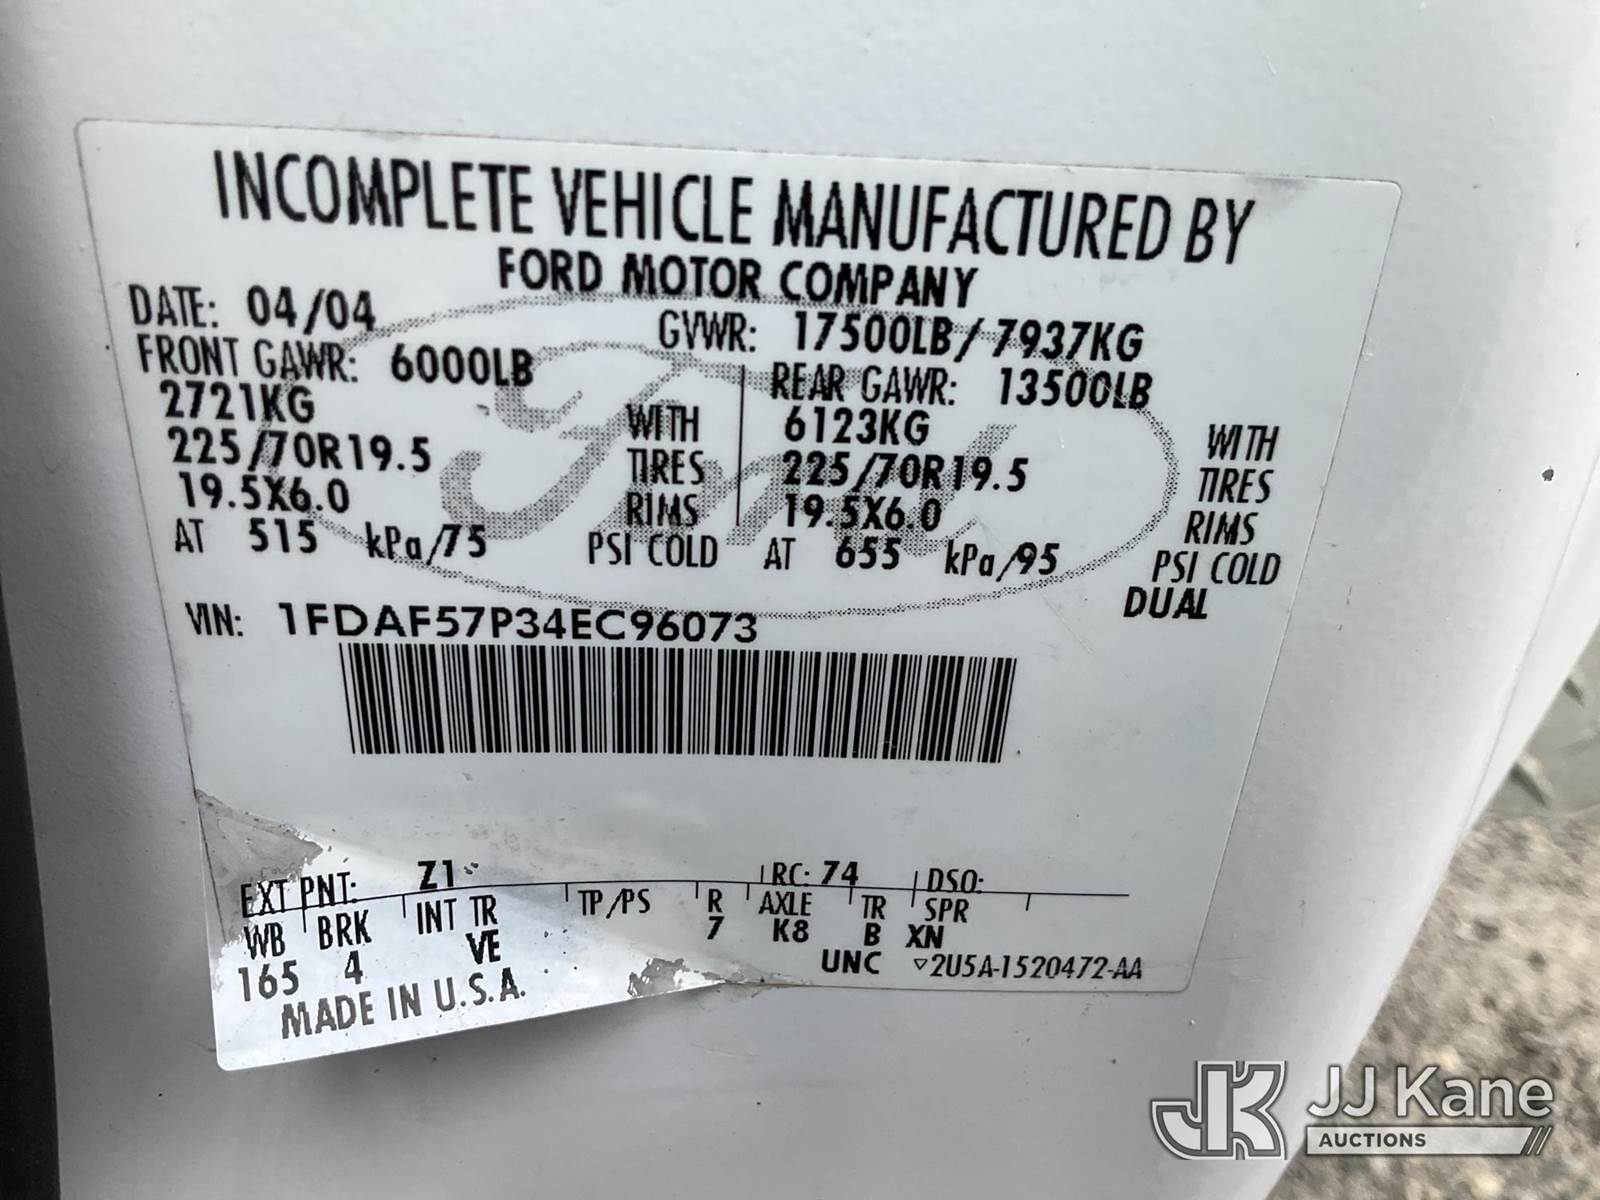 INCOMPLETE VEHICLE MANUFACTURED BY
FORD MOTOR COMPANY
DATE: 04/04 GVWR: 17500LB/ 7937KG
FRONT GAWR: 6000LB REAR GAWR: 13500LB
2721KG WITH 6123KG WITH
225/70R19.5 TIRES 225/70R19.5 TIRES
19.5X6.0 RIMS 19.5X6.0 RIMS
AT 515 kPa/75 PSI COLD AT 655 kPa/95 PSI COLD
DUAL
VIN: 1FDAF57P34EC96073
Ford
EXT PNT: Z1 RC: 74 DSO:
WB BRK INT TR TP/PS R AXLE TR SPR
165 4 VE 7 K8 B XN
MADE IN U.S.A. UNC ▽2U5A-1520472-AA
JK JJ Kane
AUCTIONS